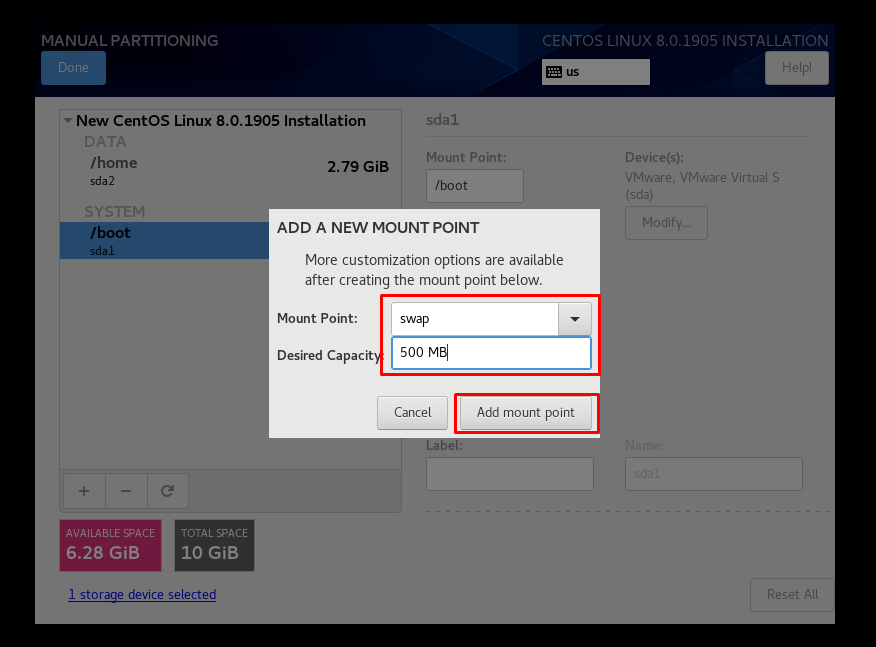 MANUAL PARTITIONING
CENTOS LINUX 8.0.1905 INSTALLATION
Done
us
Help!
New CentOS Linux 8.0.1905 Installation
DATA
/home
2.79 GiB
sda2
SYSTEM
/boot
sda1
sda1
Mount Point:
Device(s):
/boot
VMware, VMware Virtual S
(sda)
Modify...
ADD A NEW MOUNT POINT
More customization options are available
after creating the mount point below.
Mount Point:
swap
Desired Capacity:
500 MB
Cancel
Add mount point
Label:
Name:
sda1
AVAILABLE SPACE
6.28 GiB
TOTAL SPACE
10 GiB
1 storage device selected
Reset All